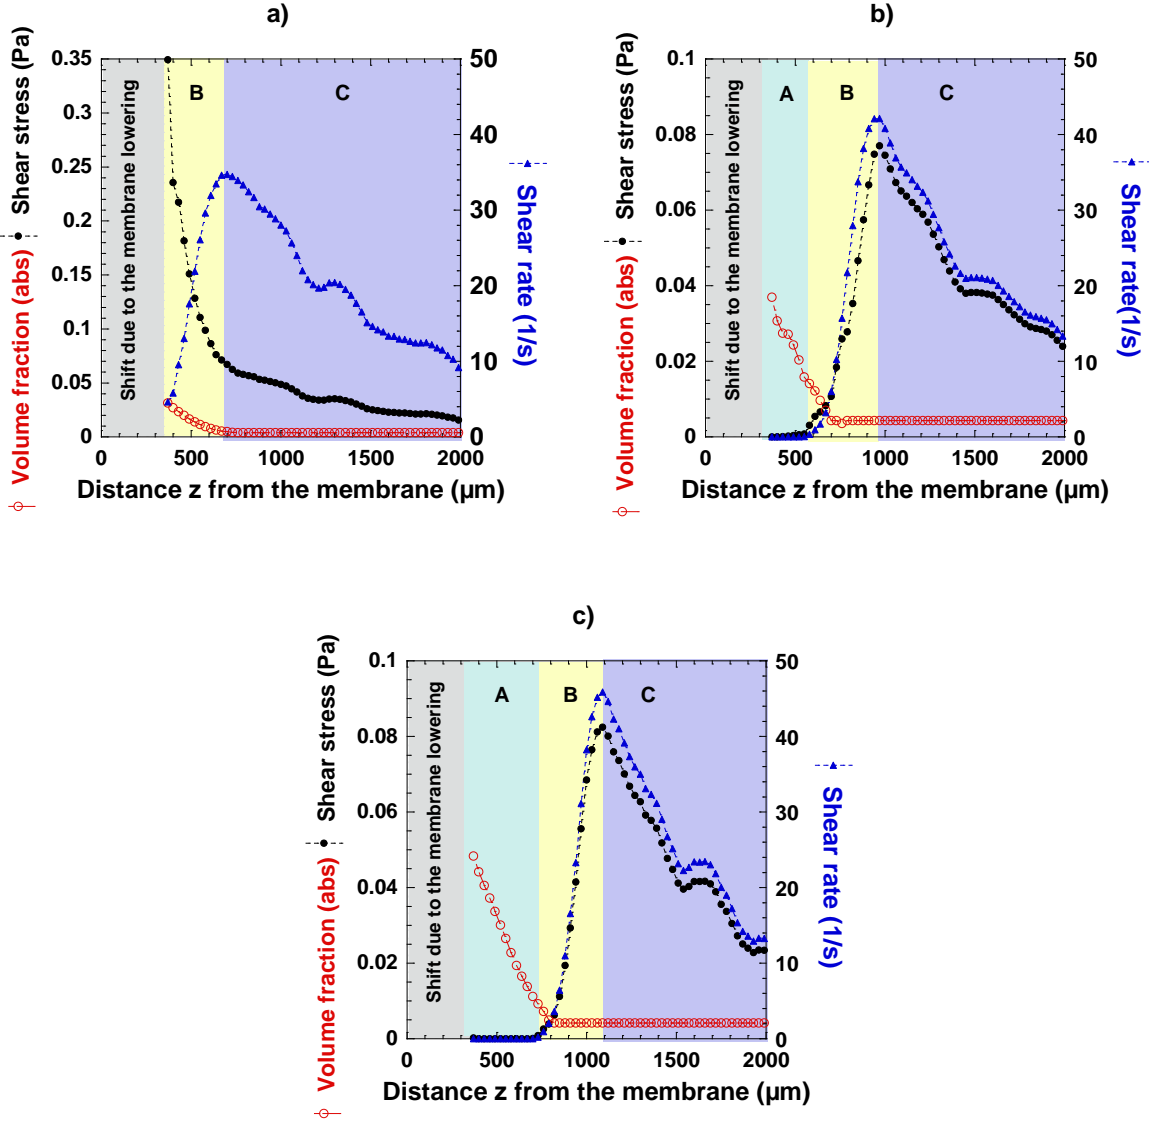 a)
Volume fraction (abs) Shear stress (Pa)
0.35
0.3
0.25
0.2
0.15
0.1
0.05
0
Shift due to the membrane lowering
B
C
50
40
30
20
10
0
Shear rate (1/s)
0 500 1000 1500 2000
Distance z from the membrane (µm)
b)
Volume fraction (abs) Shear stress (Pa)
0.1
0.08
0.06
0.04
0.02
0
Shift due to the membrane lowering
A
B
C
50
40
30
20
10
0
Shear rate(1/s)
0 500 1000 1500 2000
Distance z from the membrane (µm)
c)
Volume fraction (abs) Shear stress (Pa)
0.1
0.08
0.06
0.04
0.02
0
Shift due to the membrane lowering
A
B
C
50
40
30
20
10
0
Shear rate (1/s)
0 500 1000 1500 2000
Distance z from the membrane (µm)